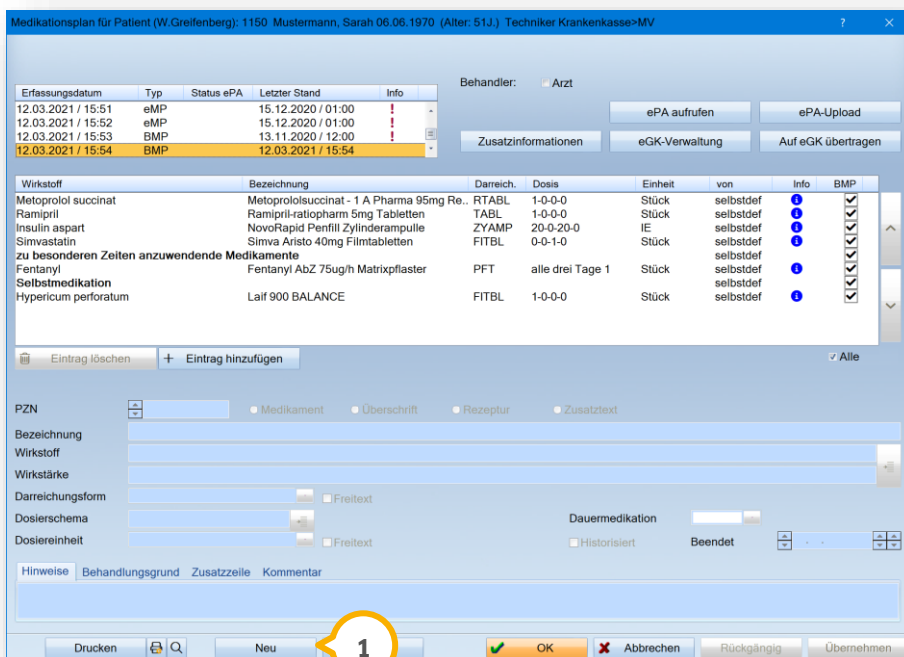 Medikationsplan für Patient (W.Greifenberg): 1150 Mustermann, Sarah 06.06.1970 (Alter: 51J.) Techniker Krankenkasse>MV ? ×
Behandler: Arzt
Erfassungsdatum Typ Status ePA Letzter Stand Info
12.03.2021 / 15:51 eMP 15.12.2020 / 01:00 !
12.03.2021 / 15:52 eMP 15.12.2020 / 01:00 !
12.03.2021 / 15:53 BMP 13.11.2020 / 12:00 !
12.03.2021 / 15:54 BMP 12.03.2021 / 15:54
ePA aufrufen ePA-Upload
Zusatzinformationen eGK-Verwaltung Auf eGK übertragen
Wirkstoff Bezeichnung Darreich. Dosis Einheit von Info BMP
Metoprolol succinat Metoprololsuccinat - 1 A Pharma 95mg Re.. RTABL 1-0-0-0 Stück selbstdef
Ramipril Ramipril-ratiopharm 5mg Tabletten TABL 1-0-0-0 Stück selbstdef
Insulin aspart NovoRapid Penfill Zylinderampulle ZYAMP 20-0-20-0 IE selbstdef
Simvastatin Simva Aristo 40mg Filmtabletten FITBL 0-0-1-0 Stück selbstdef
zu besonderen Zeiten anzuwendende Medikamente selbstdef
Fentanyl Fentanyl AbZ 75ug/h Matrixpflaster PFT alle drei Tage 1 Stück selbstdef
Selbstmedikation selbstdef
Hypericum perforatum Laif 900 BALANCE FITBL 1-0-0-0 Stück selbstdef
Eintrag löschen + Eintrag hinzufügen Alle
PZN Medikament Überschrift Rezeptur Zusatztext
Bezeichnung
Wirkstoff
Wirkstärke
Darreichungsform Freitext
Dosierschema Dauermedikation
Dosiereinheit Freitext Historisiert Beendet . .
Hinweise Behandlungsgrund Zusatzzeile Kommentar
Drucken Neu 1 OK Abbrechen Rückgängig Übernehmen